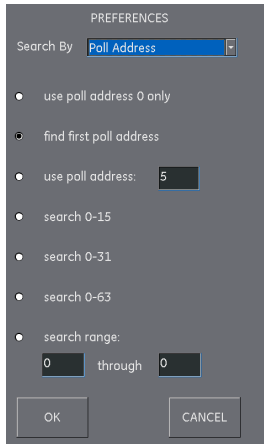 PREFERENCES
Search By Poll Address
use poll address 0 only
find first poll address
use poll address: 5
search 0-15
search 0-31
search 0-63
search range:
0 through 0
OK CANCEL